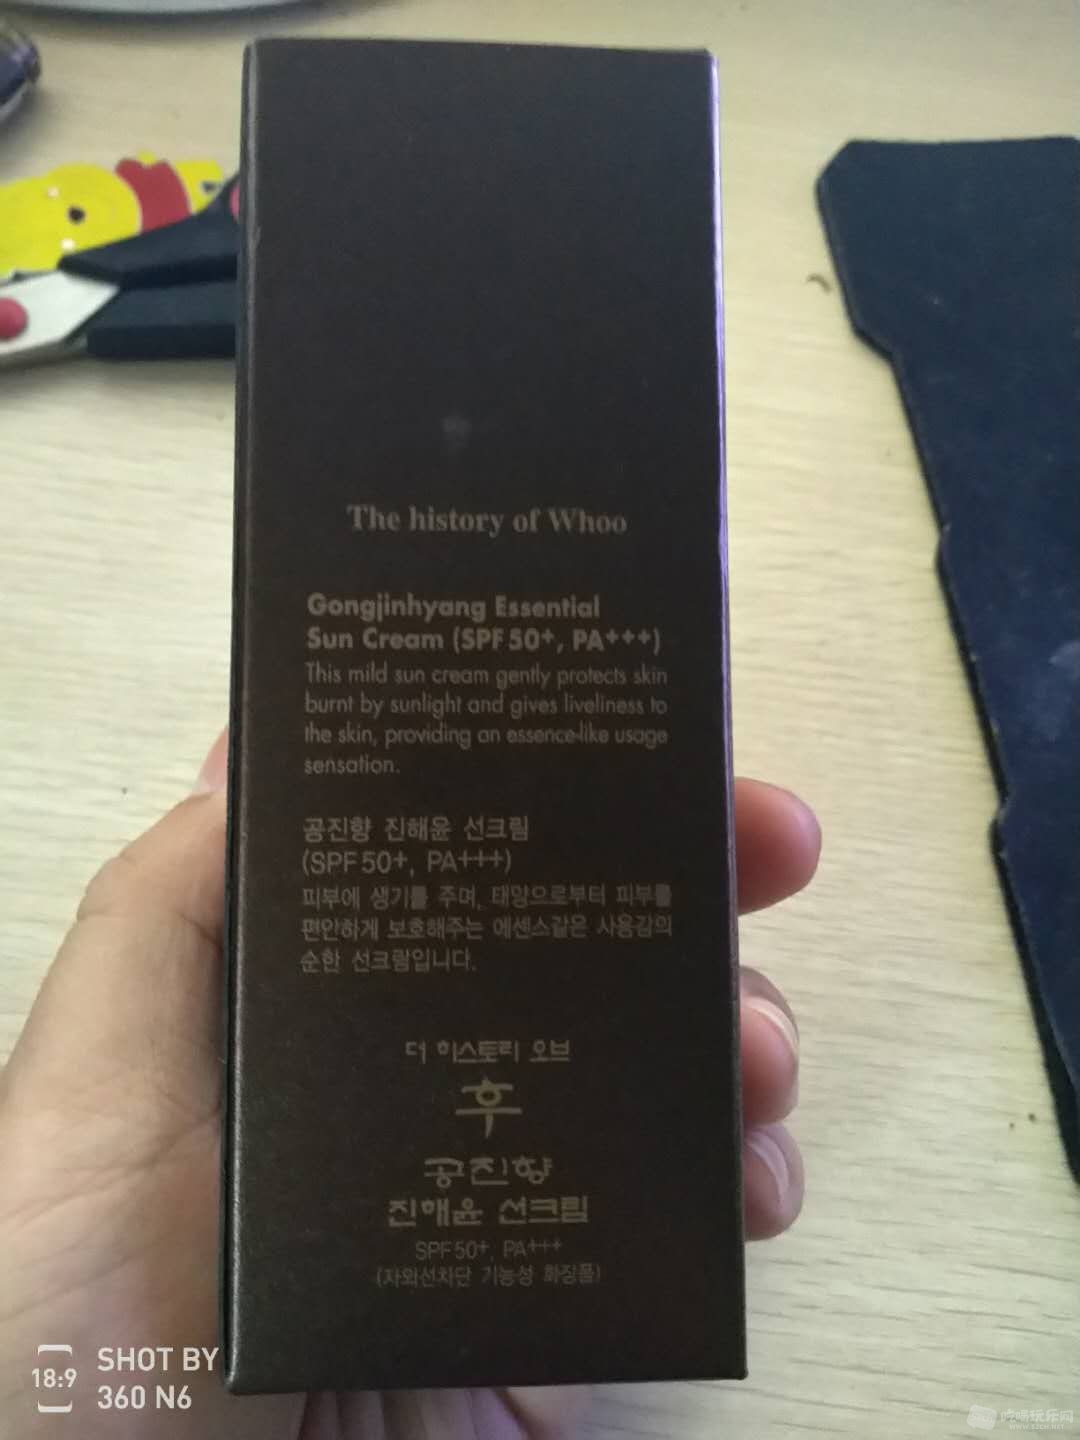 The history of Whoo
Gongjinhyang Essential
Sun Cream (SPF 50+, PA+++)
This mild sun cream gently protects skin
burnt by sunlight and gives liveliness to
the skin, providing an essence-like usage
sensation.
공진향 진해윤 선크림
(SPF 50+, PA+++)
피부에 생기를 주며, 태양으로부터 피부를
편안하게 보호해주는 에센스같은 사용감의
순한 선크림입니다.
더 히스토리 오브
후
공진향
진해윤 선크림
SPF 50+, PA+++
(자외선차단 기능성 화장품)
SHOT BY
18:9
360 N6
吃喝玩乐网